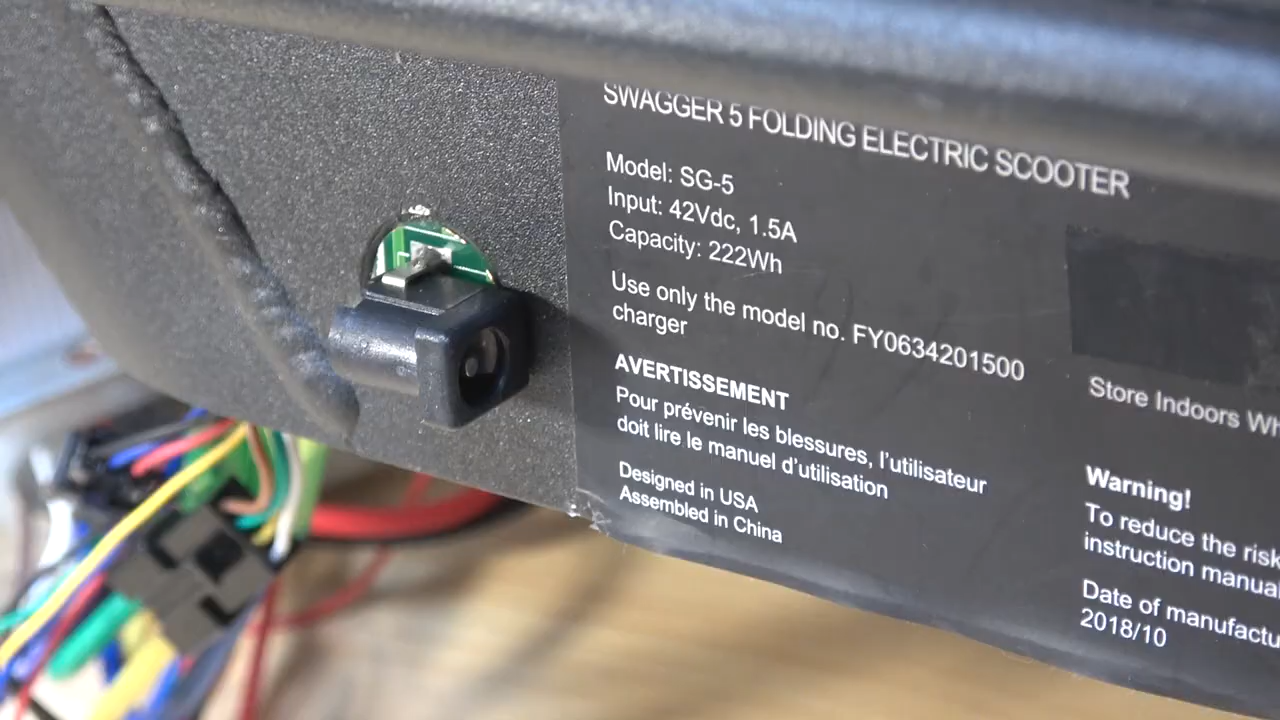 SWAGGER 5 FOLDING ELECTRIC SCOOTER
Model: SG-5
Input: 42Vdc, 1.5A
Capacity: 222Wh
Use only the model no. FY0634201500
charger
AVERTISSEMENT
Pour prévenir les blessures, l'utilisateur
doit lire le manuel d'utilisation
Designed in USA
Assembled in China
Store Indoors
Warning!
To reduce the risk
instruction manual
Date of
2018/10